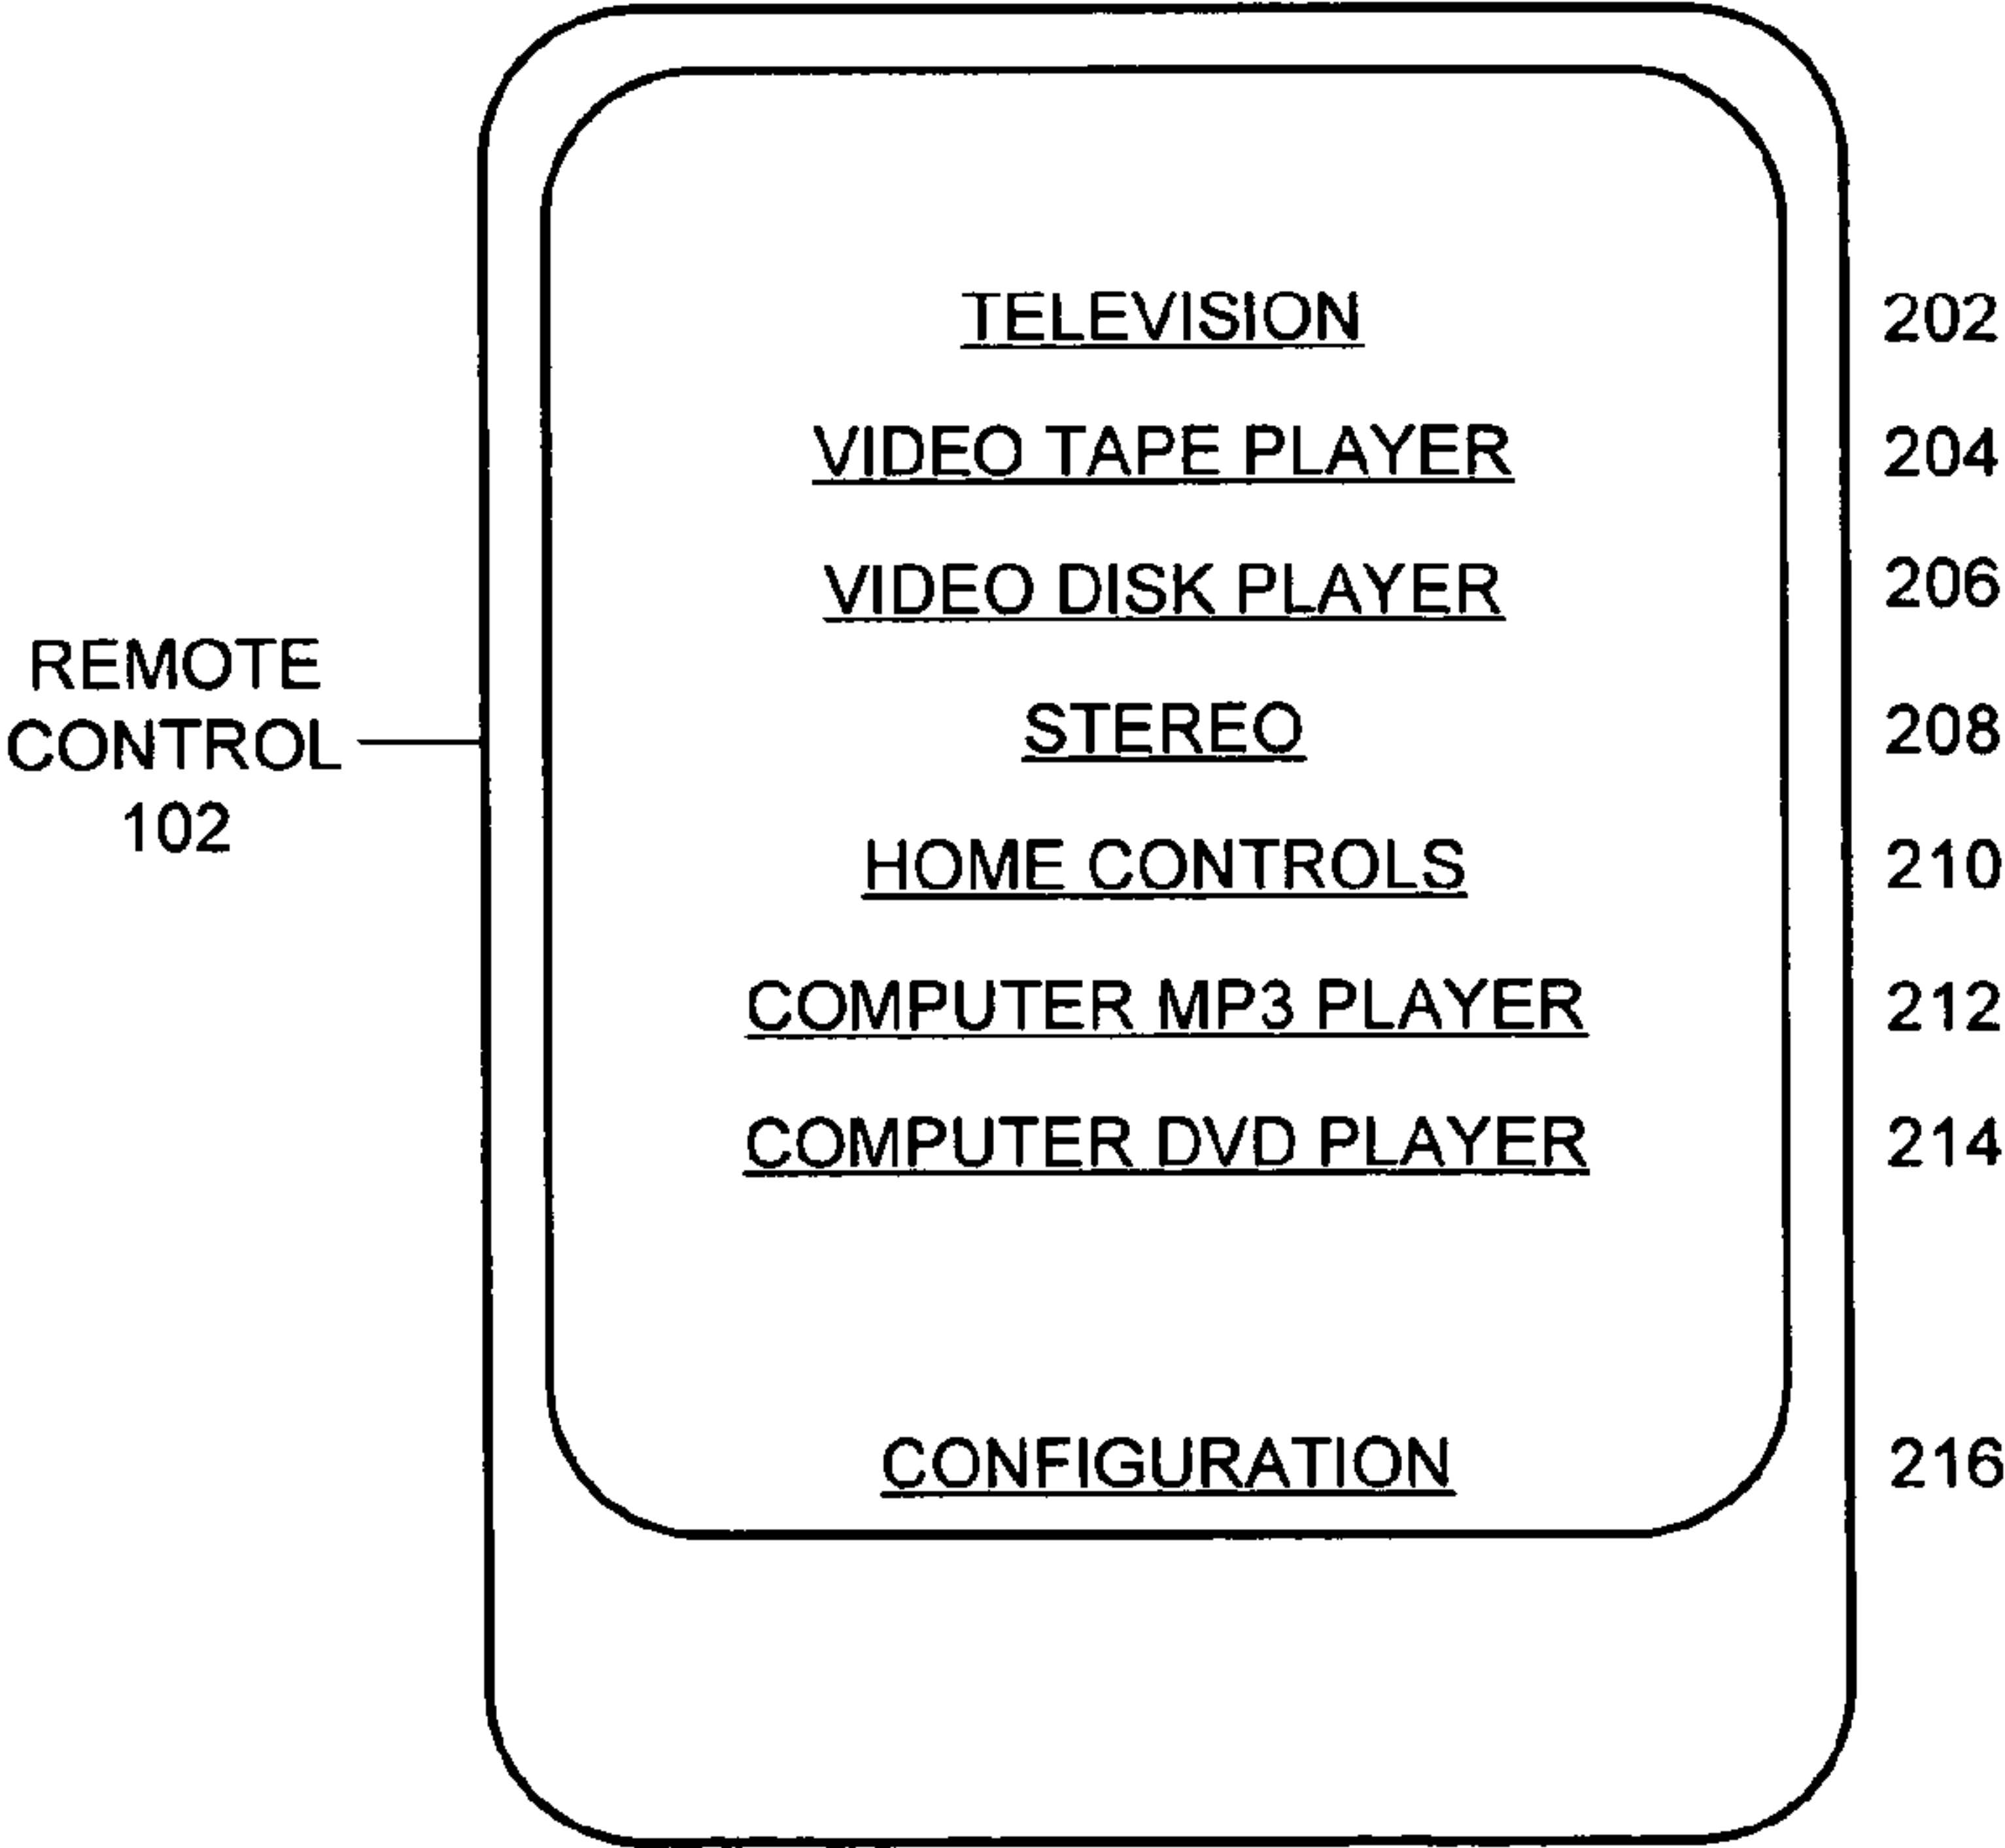 TELEVISION 202
VIDEO TAPE PLAYER 204
VIDEO DISK PLAYER 206
REMOTE
CONTROL
102
STEREO 208
HOME CONTROLS 210
COMPUTER MP3 PLAYER 212
COMPUTER DVD PLAYER 214
CONFIGURATION 216